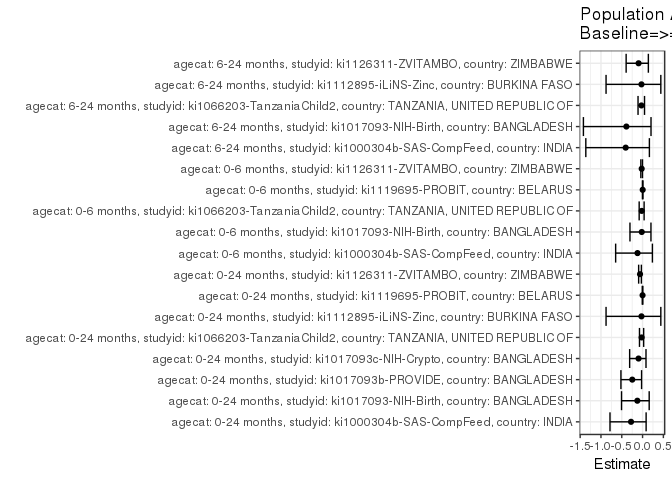 Population
Baseline=>
agecat: 6-24 months, studyid: ki1126311-ZVITAMBO, country: ZIMBABWE
agecat: 6-24 months, studyid: ki1112895-iLiNS-Zinc, country: BURKINA FASO
agecat: 6-24 months, studyid: ki1066203-TanzaniaChild2, country: TANZANIA, UNITED REPUBLIC OF
agecat: 6-24 months, studyid: ki1017093-NIH-Birth, country: BANGLADESH
agecat: 6-24 months, studyid: ki1000304b-SAS-CompFeed, country: INDIA
agecat: 0-6 months, studyid: ki1126311-ZVITAMBO, country: ZIMBABWE
agecat: 0-6 months, studyid: ki1119695-PROBIT, country: BELARUS
agecat: 0-6 months, studyid: ki1066203-TanzaniaChild2, country: TANZANIA, UNITED REPUBLIC OF
agecat: 0-6 months, studyid: ki1017093-NIH-Birth, country: BANGLADESH
agecat: 0-6 months, studyid: ki1000304b-SAS-CompFeed, country: INDIA
agecat: 0-24 months, studyid: ki1126311-ZVITAMBO, country: ZIMBABWE
agecat: 0-24 months, studyid: ki1119695-PROBIT, country: BELARUS
agecat: 0-24 months, studyid: ki1112895-iLiNS-Zinc, country: BURKINA FASO
agecat: 0-24 months, studyid: ki1066203-TanzaniaChild2, country: TANZANIA, UNITED REPUBLIC OF
agecat: 0-24 months, studyid: ki1017093c-NIH-Crypto, country: BANGLADESH
agecat: 0-24 months, studyid: ki1017093b-PROVIDE, country: BANGLADESH
agecat: 0-24 months, studyid: ki1017093-NIH-Birth, country: BANGLADESH
agecat: 0-24 months, studyid: ki1000304b-SAS-CompFeed, country: INDIA
-1.5 -1.0 -0.5 0.0 0.5
Estimate